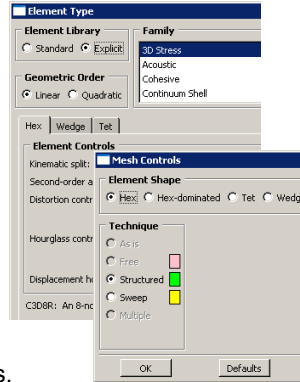 Element Type
Element Library
Family
Standard Explicit
3D Stress
Acoustic
Cohesive
Continuum Shell
Geometric Order
Linear Quadratic
Hex Wedge Tet
Element Controls
Kinematic split:
Second-order a
Distortion contr
Hourglass contr
Displacement h
C3D8R: An 8-no
Mesh Controls
Element Shape
Hex Hex-dominated Tet Wedg
Technique
As is
Free
Structured
Sweep
Multiple
OK Defaults
s.